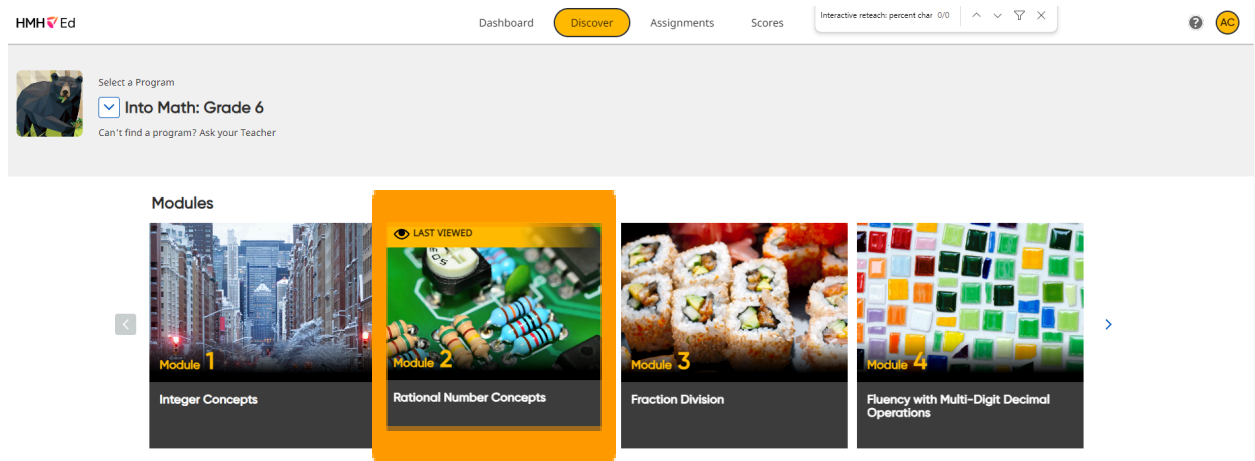 HMH Ed
Dashboard
Discover
Assignments
Scores
Interactive reteach: percent char 0/0
AC
Select a Program
Into Math: Grade 6
Can't find a program? Ask your Teacher
Modules
LAST VIEWED
Module 1
Module 2
Module 3
Module 4
Integer Concepts
Rational Number Concepts
Fraction Division
Fluency with Multi-Digit Decimal
Operations